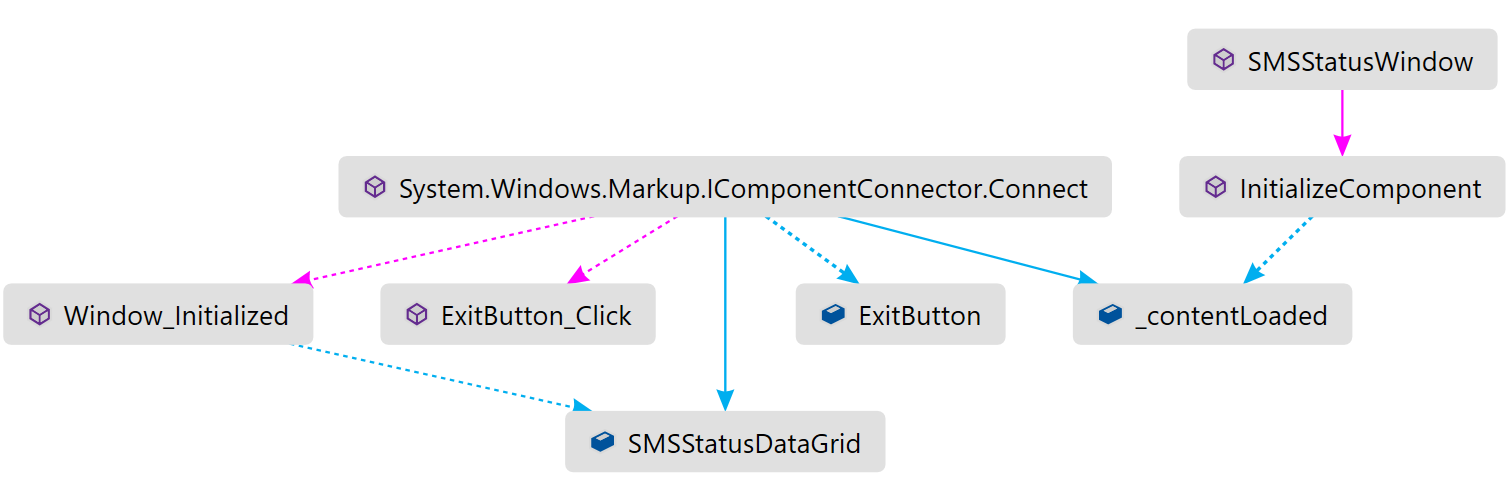 SMSStatusWindow
System.Windows.Markup.IComponentConnector.Connect
InitializeComponent
Window_Initialized
ExitButton_Click
ExitButton
_contentLoaded
SMSStatusDataGrid